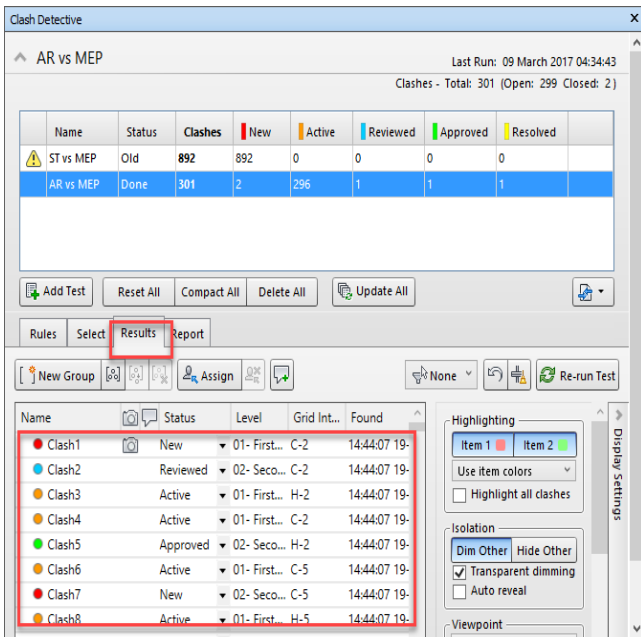 Clash Detective x
AR vs MEP Last Run: 09 March 2017 04:34:43
Clashes - Total: 301 (Open: 299 Closed: 2)
Name Status Clashes New Active Reviewed Approved Resolved
ST vs MEP Old 892 892 0 0 0 0
AR vs MEP Done 301 2 296 1 1 1
Add Test Reset All Compact All Delete All Update All
Rules Select Results Report
New Group Assign None Re-run Test
Name Status Level Grid Int... Found
Clash1 New 01- First... C-2 14:44:07 19-
Clash2 Reviewed 02- Seco... C-2 14:44:07 19-
Clash3 Active 01- First... H-2 14:44:07 19-
Clash4 Active 01- First... C-2 14:44:07 19-
Clash5 Approved 02- Seco... H-2 14:44:07 19-
Clash6 Active 01- First... C-5 14:44:07 19-
Clash7 New 02- Seco... C-5 14:44:07 19-
Clash8 Active 01- First... H-5 14:44:07 19-
Highlighting
Item 1 Item 2
Use item colors
Highlight all clashes
Isolation
Dim Other Hide Other
Transparent dimming
Auto reveal
Viewpoint
Display Settings